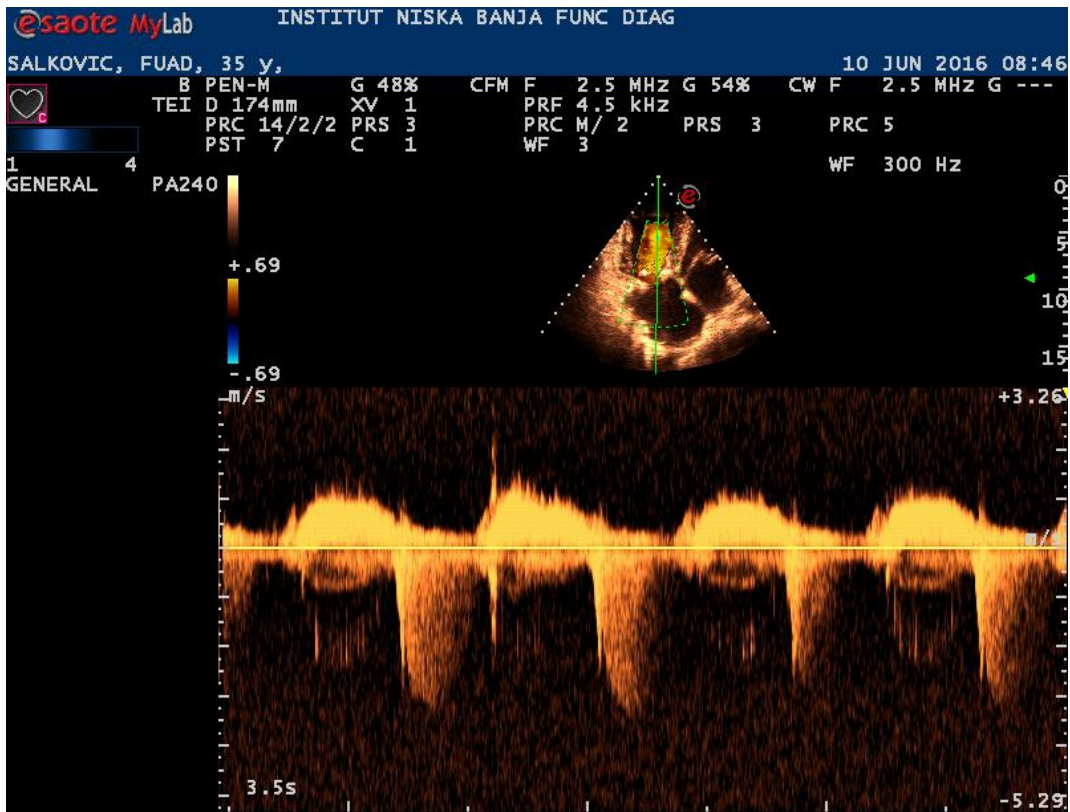 esaote MyLab INSTITUT NISKA BANJA FUNC DIAG
SALKOVIC, FUAD, 35 y, 10 JUN 2016 08:46
B PEN-M G 48% CFM F 2.5 MHz G 54% CW F 2.5 MHz G ---
TEI D 174mm XV 1 PRF 4.5 kHz
PRC 14/2/2 PRS 3 PRC M/ 2 PRS 3 PRC 5
PST 7 C 1 WF 3
1 4 WF 300 Hz
GENERAL PA240 0
5
+.69
10
15
-.69
m/s +3.26
m/s
3.5s
-5.29